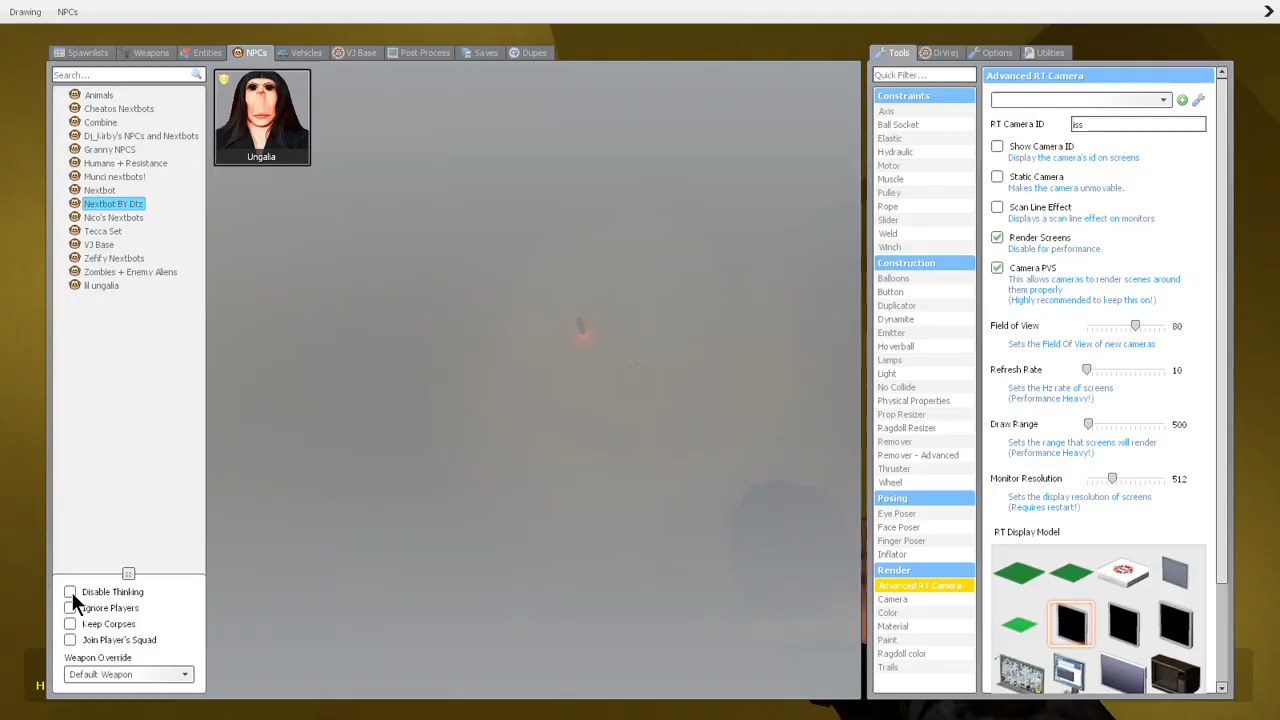 Drawing NPCs
Spawnlists Weapons Entities NPCs Vehicles VJ Base Post Process Saves Dupes
Search...
Animals
Cheatos Nextbots
Combine
Dj_Kirby's NPCs and Nextbots
Granny NPCS
Humans + Resistance
Munci nextbots!
Nextbot
Nextbot BY Dtz
Nico's Nextbots
Tecca Set
VJ Base
Zefify Nextbots
Zombies + Enemy Aliens
lil ungalia
Ungalia
Disable Thinking
Ignore Players
Keep Corpses
Join Player's Squad
Weapon Override
Default Weapon
H
Tools DrVrej Options Utilities
Quick Filter...
Constraints
Axis
Ball Socket
Elastic
Hydraulic
Motor
Muscle
Pulley
Rope
Slider
Weld
Winch
Construction
Balloons
Button
Duplicator
Dynamite
Emitter
Hoverball
Lamps
Light
No Collide
Physical Properties
Prop Resizer
Ragdoll Resizer
Remover
Remover - Advanced
Thruster
Wheel
Posing
Eye Poser
Face Poser
Finger Poser
Inflator
Render
Advanced RT Camera
Camera
Color
Material
Paint
Ragdoll color
Trails
Advanced RT Camera
RT Camera ID iss
Show Camera ID
Display the camera's id on screens
Static Camera
Makes the camera unmovable.
Scan Line Effect
Displays a scan line effect on monitors
Render Screens
Disable for performance
Camera PVS
This allows cameras to render scenes around
them properly
(Highly recommended to keep this on!)
Field of View 80
Sets the Field Of View of new cameras
Refresh Rate 10
Sets the Hz rate of screens
(Performance Heavy!)
Draw Range 500
Sets the range that screens will render
(Performance Heavy!)
Monitor Resolution 512
Sets the display resolution of screens
(Requires restart!)
RT Display Model